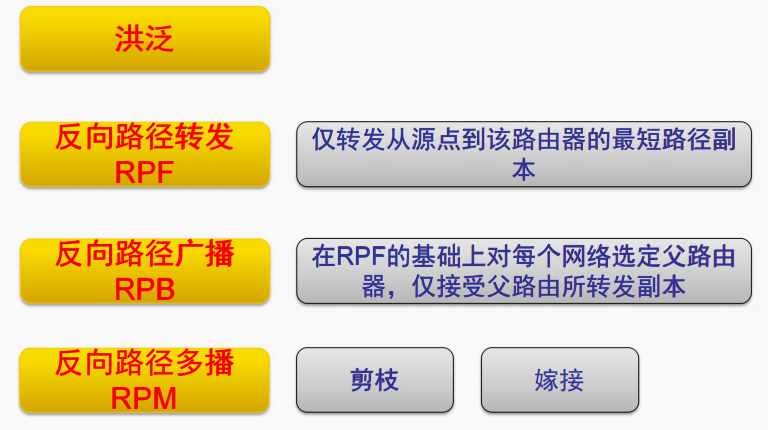 洪泛
反向路径转发
RPF
仅转发从源点到该路由器的最短路径副
本
反向路径广播
RPB
在RPF的基础上对每个网络选定父路由
器，仅接受父路由所转发副本
反向路径多播
RPM
剪枝
嫁接